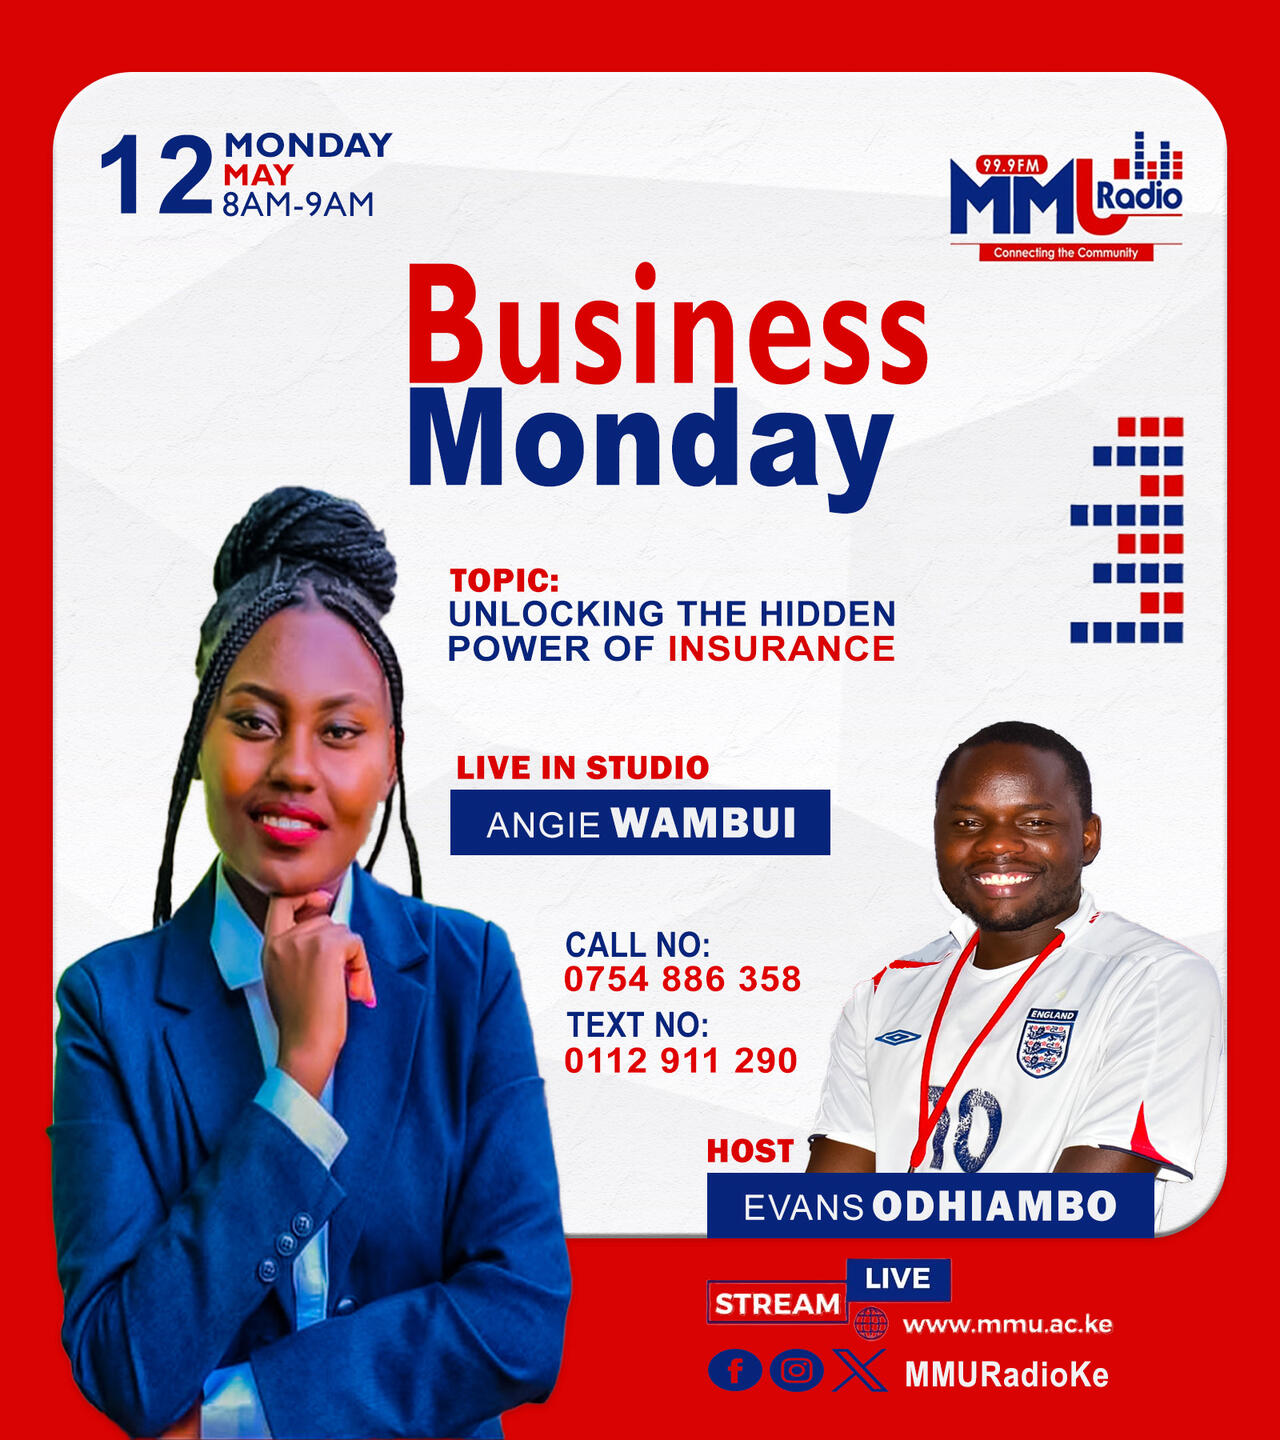 12 MONDAY
MAY
8AM-9AM
99.9FM
MMU Radio
Connecting the Community
Business
Monday
TOPIC:
UNLOCKING THE HIDDEN
POWER OF INSURANCE
LIVE IN STUDIO
ANGIE WAMBUI
CALL NO:
0754 886 358
TEXT NO:
0112 911 290
ENGLAND
10
HOST
EVANS ODHIAMBO
STREAM LIVE
www.mmu.ac.ke
MMURadioKe